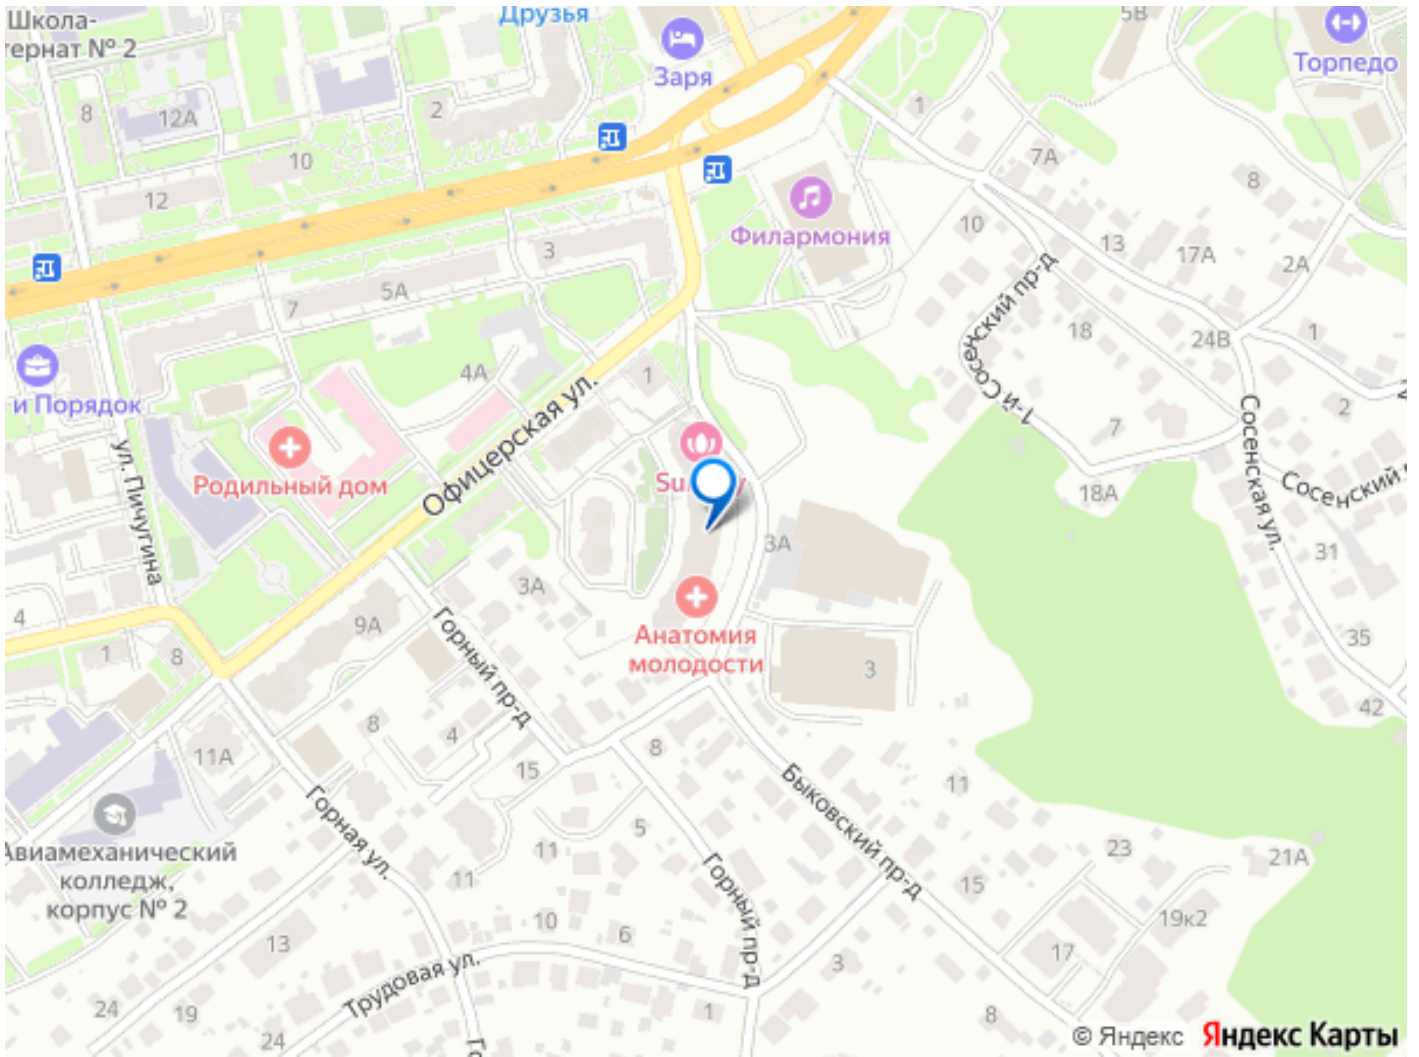 Школа-
тернат № 2
Друзья
5В
Заря
Торпедо
8
12А
2
1
10
7А
8
12
Филармония
10
13
17А
2А
3
5А
7
18
1-й Сосенский пр-д
24В
1
4А
1
Офицерская ул.
и Порядок
2
7
Сосенская ул.
ул. Пичугина
Родильный дом
18А
Сосенский
3А
31
3А
4
9А
Горный пр-д
Анатомия
молодости
35
1
8
3
42
8
4
11А
8
15
11
Быковский пр-д
Горная ул.
5
Авиамеханический
колледж,
корпус № 2
11
11
Горный пр-д
23
21А
15
10
6
19к2
13
17
Трудовая ул.
3
24
19
24
1
8
© Яндекс Яндекс Карты